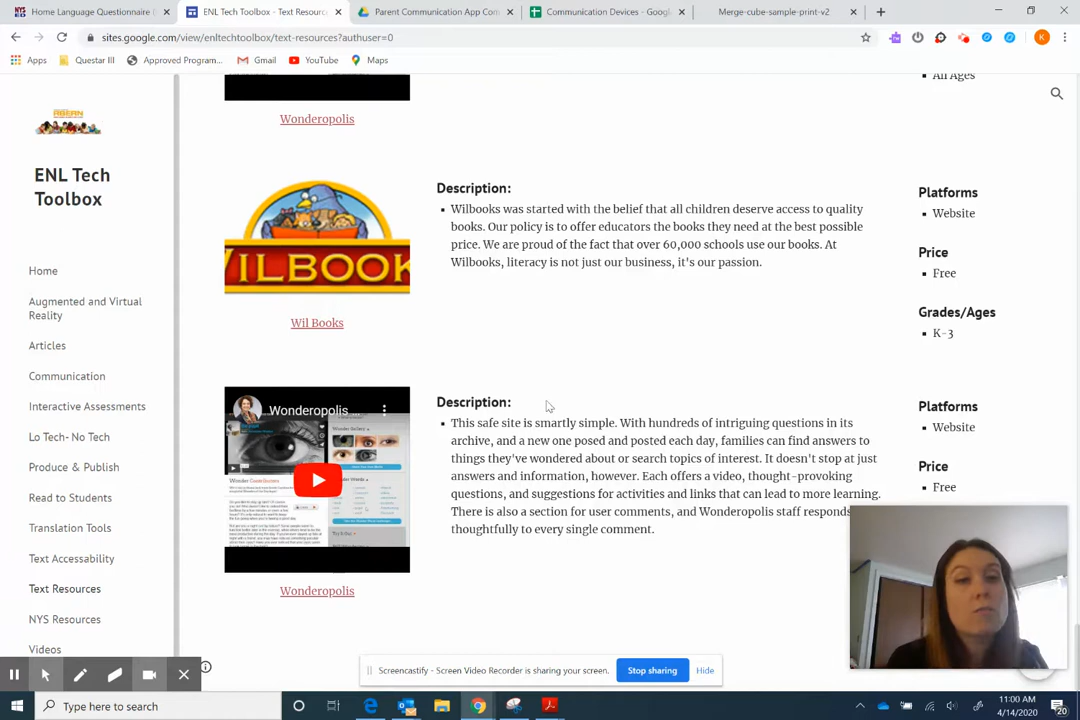 Home Language Questionnaire (
ENL Tech Toolbox - Text Resourc
Parent Communication App Com
Communication Devices - Google
Merge-cube-sample-print-v2
sites.google.com/view/enltechtoolbox/text-resources?authuser=0
K
Apps
Questar III
Approved Program...
Gmail
YouTube
Maps
RBERN
ENL Tech
Toolbox
Home
Augmented and Virtual
Reality
Articles
Communication
Interactive Assessments
Lo Tech- No Tech
Produce & Publish
Read to Students
Translation Tools
Text Accessability
Text Resources
NYS Resources
Videos
All Ages
Wonderopolis
WILBOOK
Wil Books
Description:
Wilbooks was started with the belief that all children deserve access to quality
books. Our policy is to offer educators the books they need at the best possible
price. We are proud of the fact that over 60,000 schools use our books. At
Wilbooks, literacy is not just our business, it's our passion.
Platforms
Website
Price
Free
Grades/Ages
K-3
Wonderopolis ...
Wonderopolis
Description:
This safe site is smartly simple. With hundreds of intriguing questions in its
archive, and a new one posed and posted each day, families can find answers to
things they've wondered about or search topics of interest. It doesn't stop at just
answers and information, however. Each offers a video, thought-provoking
questions, and suggestions for activities and links that can lead to more learning.
There is also a section for user comments, and Wonderopolis staff responds
thoughtfully to every single comment.
Platforms
Website
Price
Free
Screencastify - Screen Video Recorder is sharing your screen.
Stop sharing
Hide
Type here to search
11:00 AM
4/14/2020
20